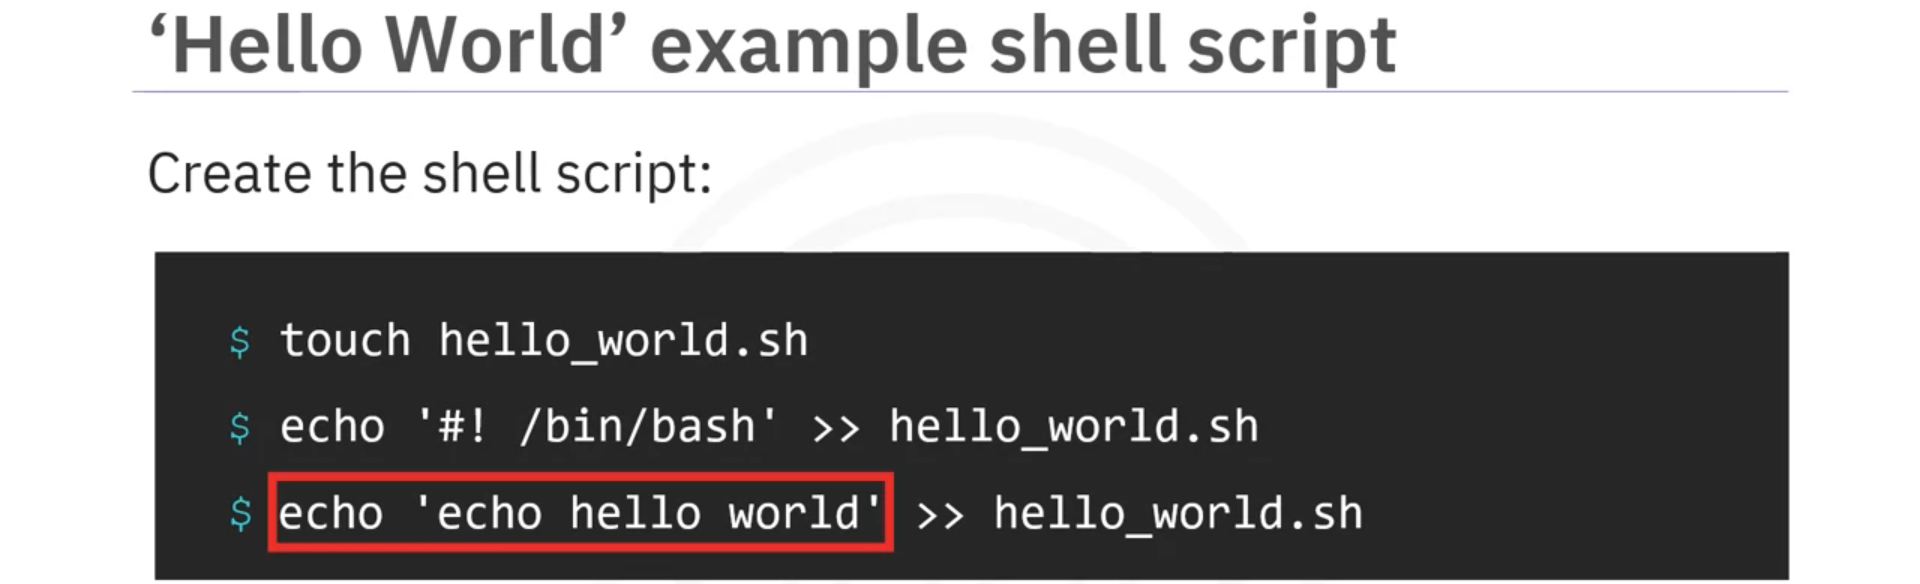 ‘Hello World’ example shell script
Create the shell script:
$ touch hello_world.sh
$ echo '#! /bin/bash' >> hello_world.sh
$ echo 'echo hello world' >> hello_world.sh